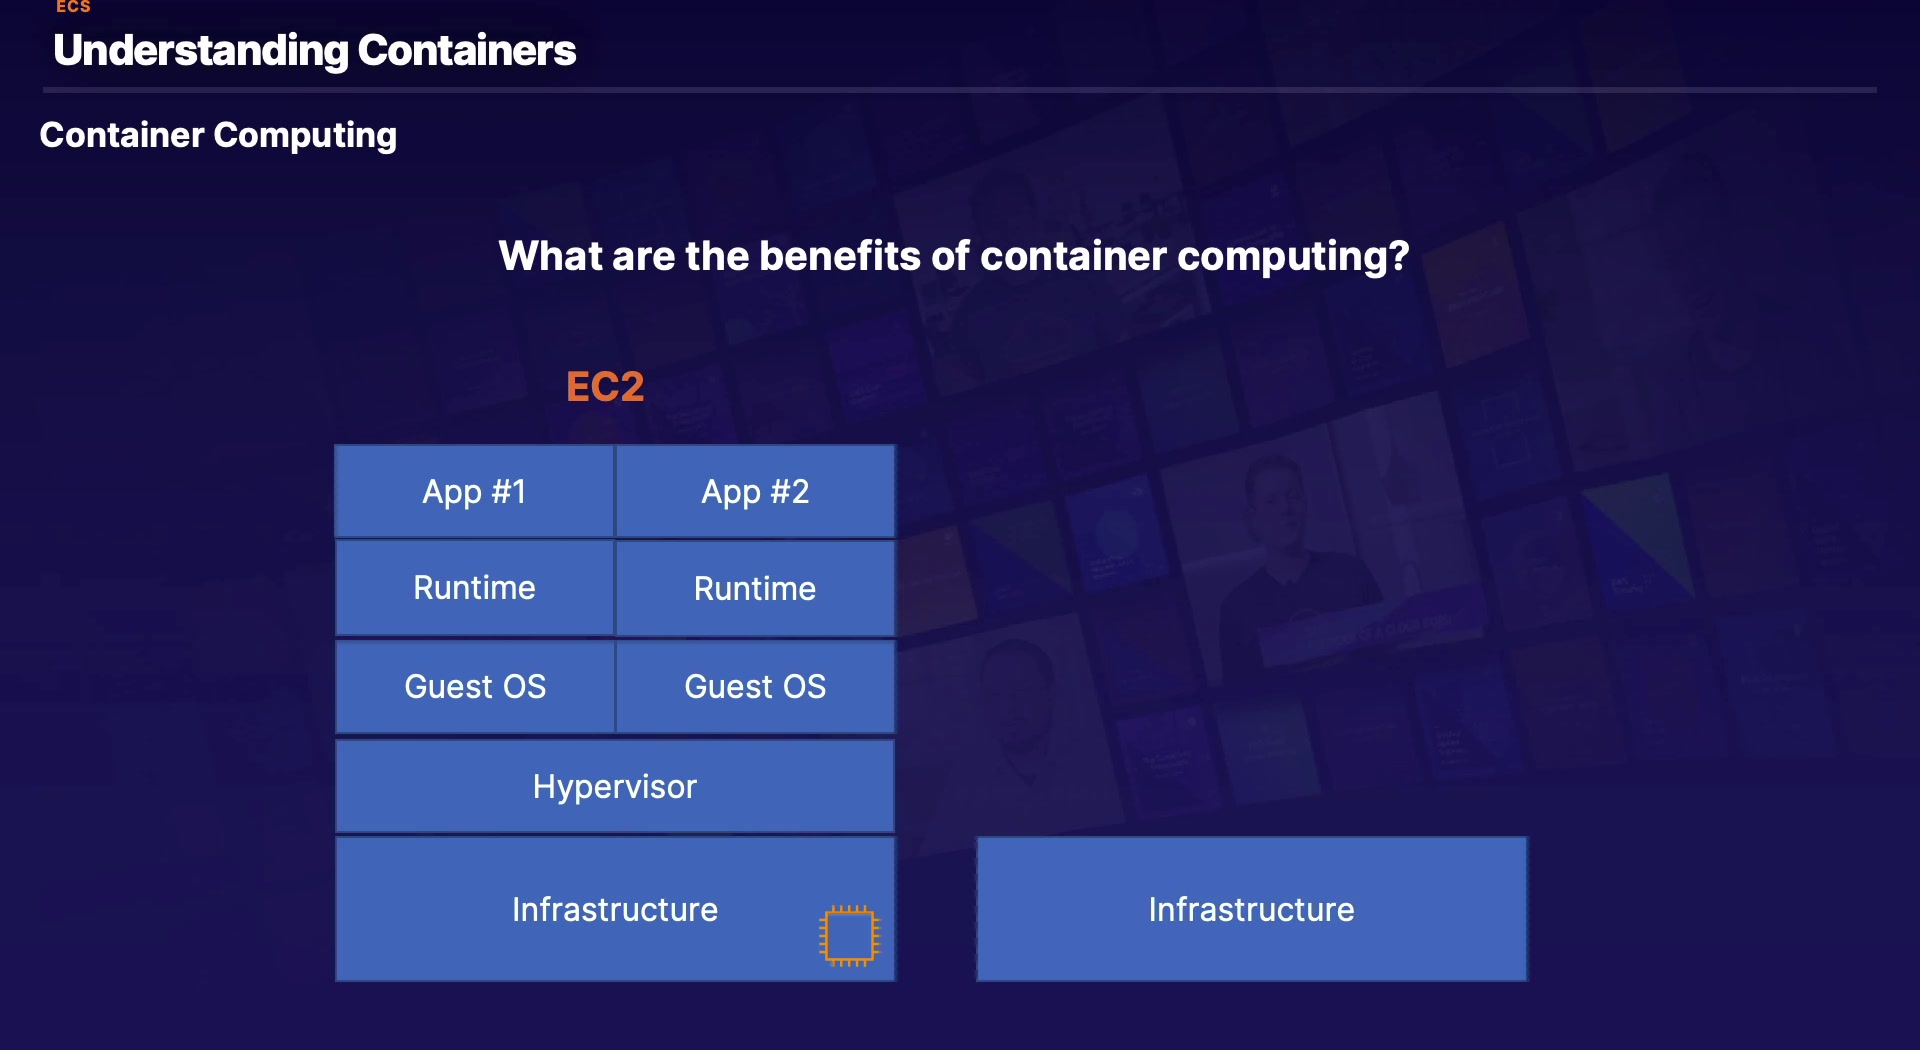 ECS
Understanding Containers
Container Computing
What are the benefits of container computing?
EC2
App #1
App #2
Runtime
Runtime
Guest OS
Guest OS
Hypervisor
Infrastructure
Infrastructure